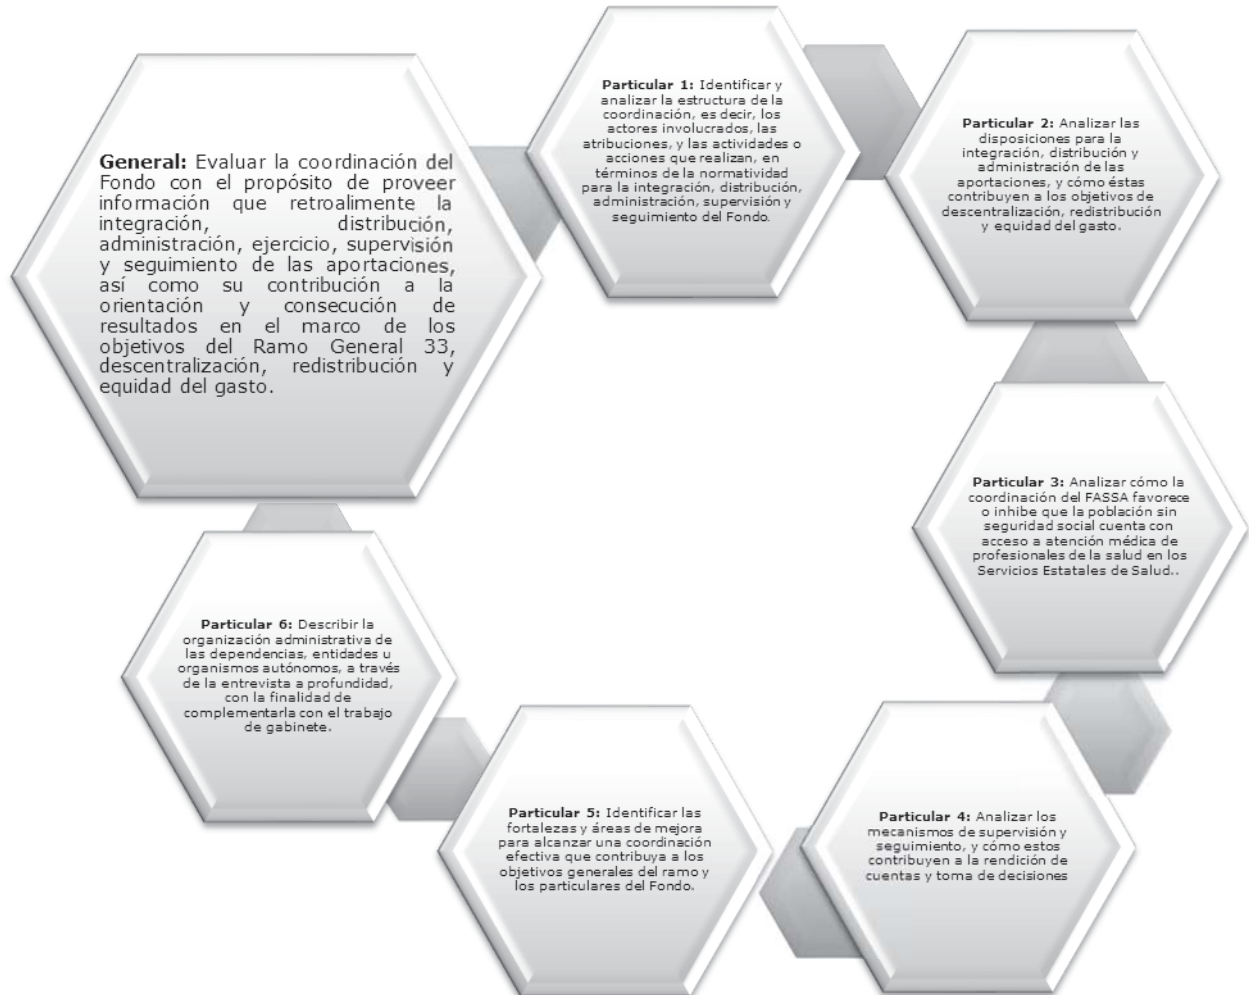 General: Evaluar la coordinación del
Fondo con el propósito de proveer
información que retroalimente la
integración, distribución,
administración, ejercicio, supervisión
y seguimiento de las aportaciones,
así como su contribución a la
orientación y consecución de
resultados en el marco de los
objetivos del Ramo General 33,
descentralización, redistribución y
equidad del gasto.
Particular 1: Identificar y
analizar la estructura de la
coordinación, es decir, los
actores involucrados, las
atribuciones, y las actividades o
acciones que realizan, en
términos de la normatividad
para la integración, distribución,
administración, supervisión y
seguimiento del Fondo.
Particular 2: Analizar las
disposiciones para la
integración, distribución y
administración de las
aportaciones, y cómo éstas
contribuyen a los objetivos de
descentralización, redistribución
y equidad del gasto.
Particular 3: Analizar cómo la
coordinación del FASSA favorece
o inhibe que la población sin
seguridad social cuenta con
acceso a atención médica de
profesionales de la salud en los
Servicios Estatales de Salud..
Particular 4: Analizar los
mecanismos de supervisión y
seguimiento, y cómo estos
contribuyen a la rendición de
cuentas y toma de decisiones
Particular 5: Identificar las
fortalezas y áreas de mejora
para alcanzar una coordinación
efectiva que contribuya a los
objetivos generales del ramo y
los particulares del Fondo.
Particular 6: Describir la
organización administrativa de
las dependencias, entidades u
organismos autónomos, a través
de la entrevista a profundidad,
con la finalidad de
complementarla con el trabajo
de gabinete.